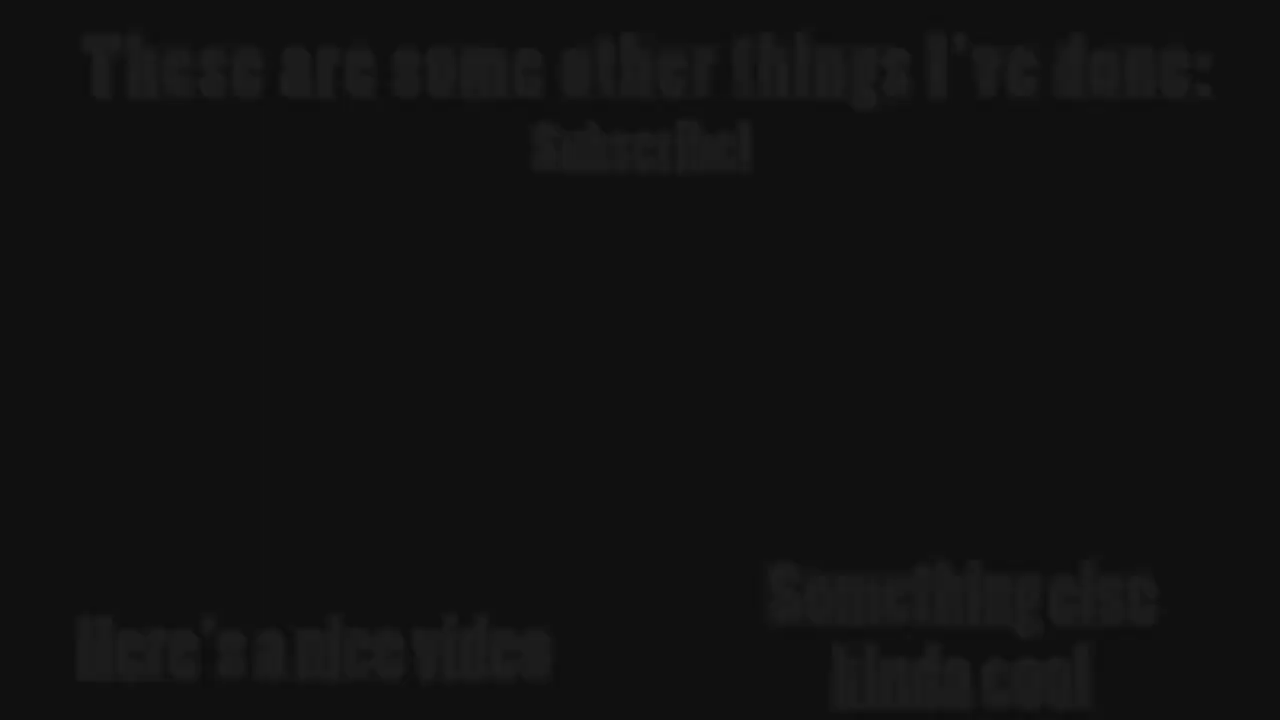 These are some other things I've done:
Subscribe!
Here's a nice video
Something else
kinda cool